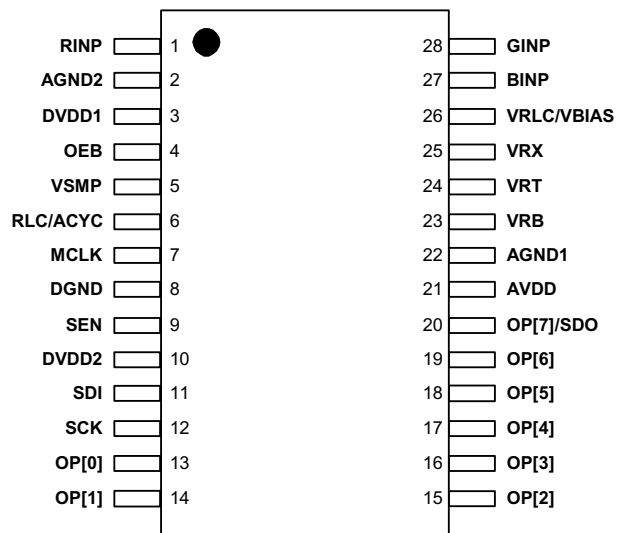 RINP 1 28 GINP
AGND2 2 27 BINP
DVDD1 3 26 VRLC/VBIAS
OEB 4 25 VRX
VSMP 5 24 VRT
RLC/ACYC 6 23 VRB
MCLK 7 22 AGND1
DGND 8 21 AVDD
SEN 9 20 OP[7]/SDO
DVDD2 10 19 OP[6]
SDI 11 18 OP[5]
SCK 12 17 OP[4]
OP[0] 13 16 OP[3]
OP[1] 14 15 OP[2]